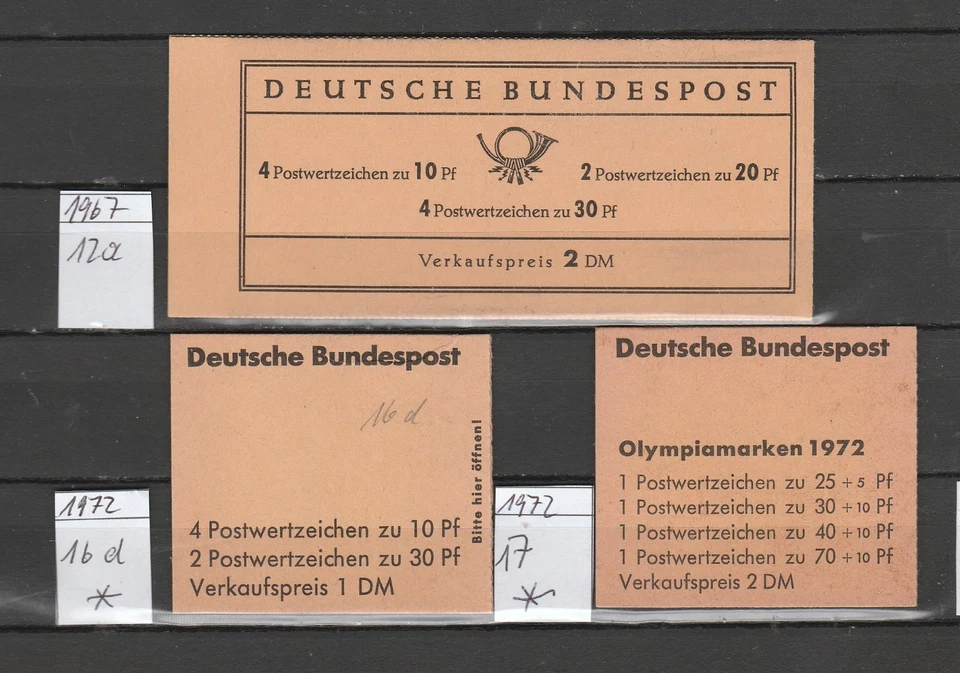 DEUTSCHE BUNDESPOST
4 Postwertzeichen zu 10 Pf
2 Postwertzeichen zu 20 Pf
4 Postwertzeichen zu 30 Pf
Verkaufspreis 2 DM
1967
12a
Deutsche Bundespost
16 d
Bitte hier öffnen!
4 Postwertzeichen zu 10 Pf
2 Postwertzeichen zu 30 Pf
Verkaufspreis 1 DM
1972
16 d
*
Deutsche Bundespost
Olympiamarken 1972
1 Postwertzeichen zu 25 + 5 Pf
1 Postwertzeichen zu 30 + 10 Pf
1 Postwertzeichen zu 40 + 10 Pf
1 Postwertzeichen zu 70 + 10 Pf
Verkaufspreis 2 DM
1972
17
*